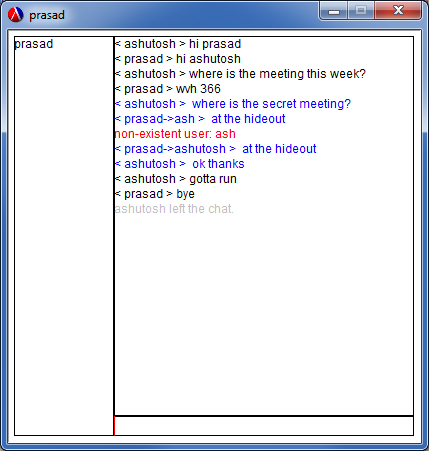 prasad
prasad
< ashutosh > hi prasad
< prasad > hi ashutosh
< ashutosh > where is the meeting this week?
< prasad > wvh 366
< ashutosh >  where is the secret meeting?
< prasad->ash >  at the hideout
non-existent user: ash
< prasad->ashutosh >  at the hideout
< ashutosh >  ok thanks
< ashutosh > gotta run
< prasad > bye
ashutosh left the chat.